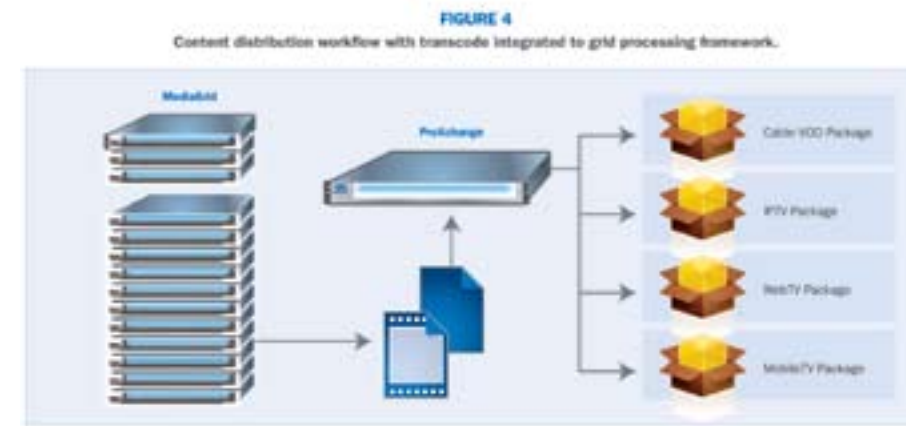 FIGURE 4
Content distribution workflow with transcode integrated to grid processing framework.
MediaGrid
ProXchange
Cable VOD Package
IPTV Package
WebTV Package
MobileTV Package